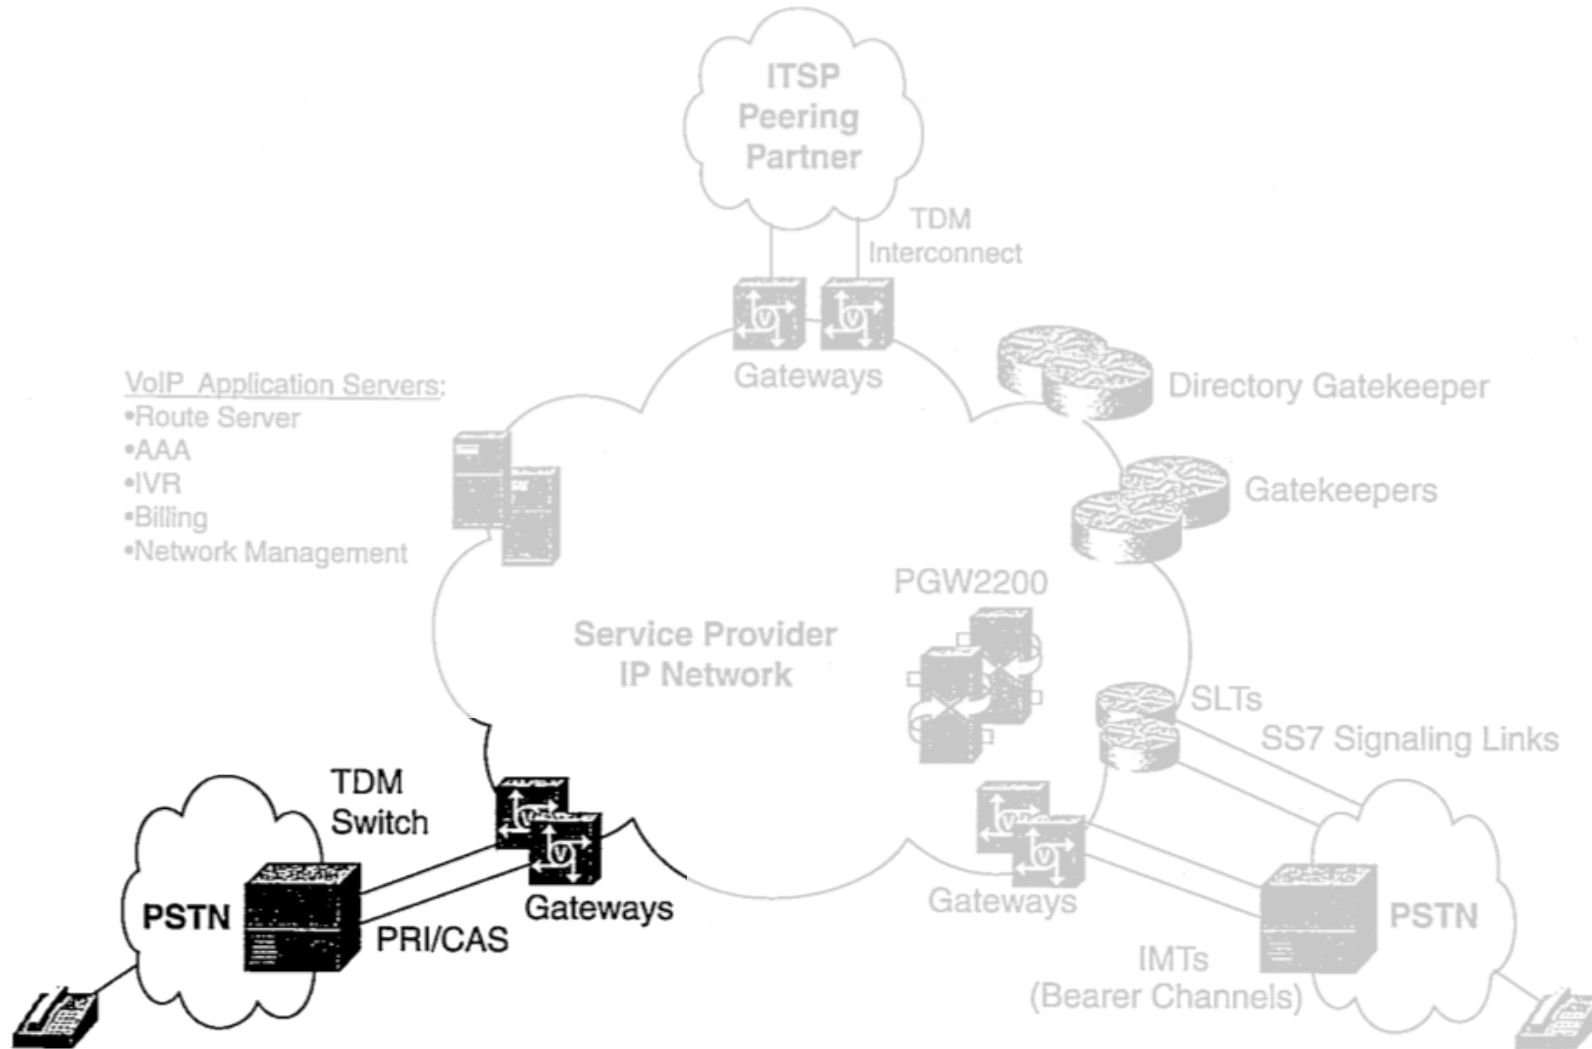 ITSP
Peering
Partner
TDM
Interconnect
Gateways
VoIP Application Servers:
•Route Server
•AAA
•IVR
•Billing
•Network Management
Directory Gatekeeper
Gatekeepers
PGW2200
Service Provider
IP Network
SLTs
SS7 Signaling Links
TDM
Switch
PSTN
PRI/CAS
Gateways
Gateways
PSTN
IMTs
(Bearer Channels)
V
V
V
V
V
V